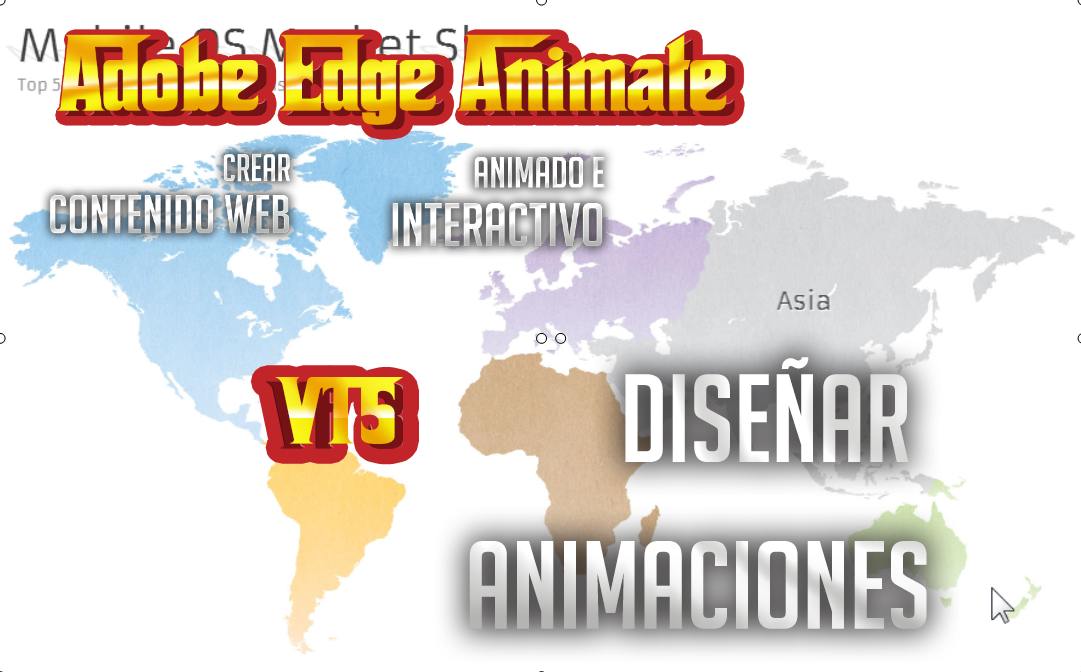 Adobe Edge Animate
Top 5
CREAR
CONTENIDO WEB
ANIMADO E
INTERACTIVO
Asia
VTS
DISEÑAR
ANIMACIONES